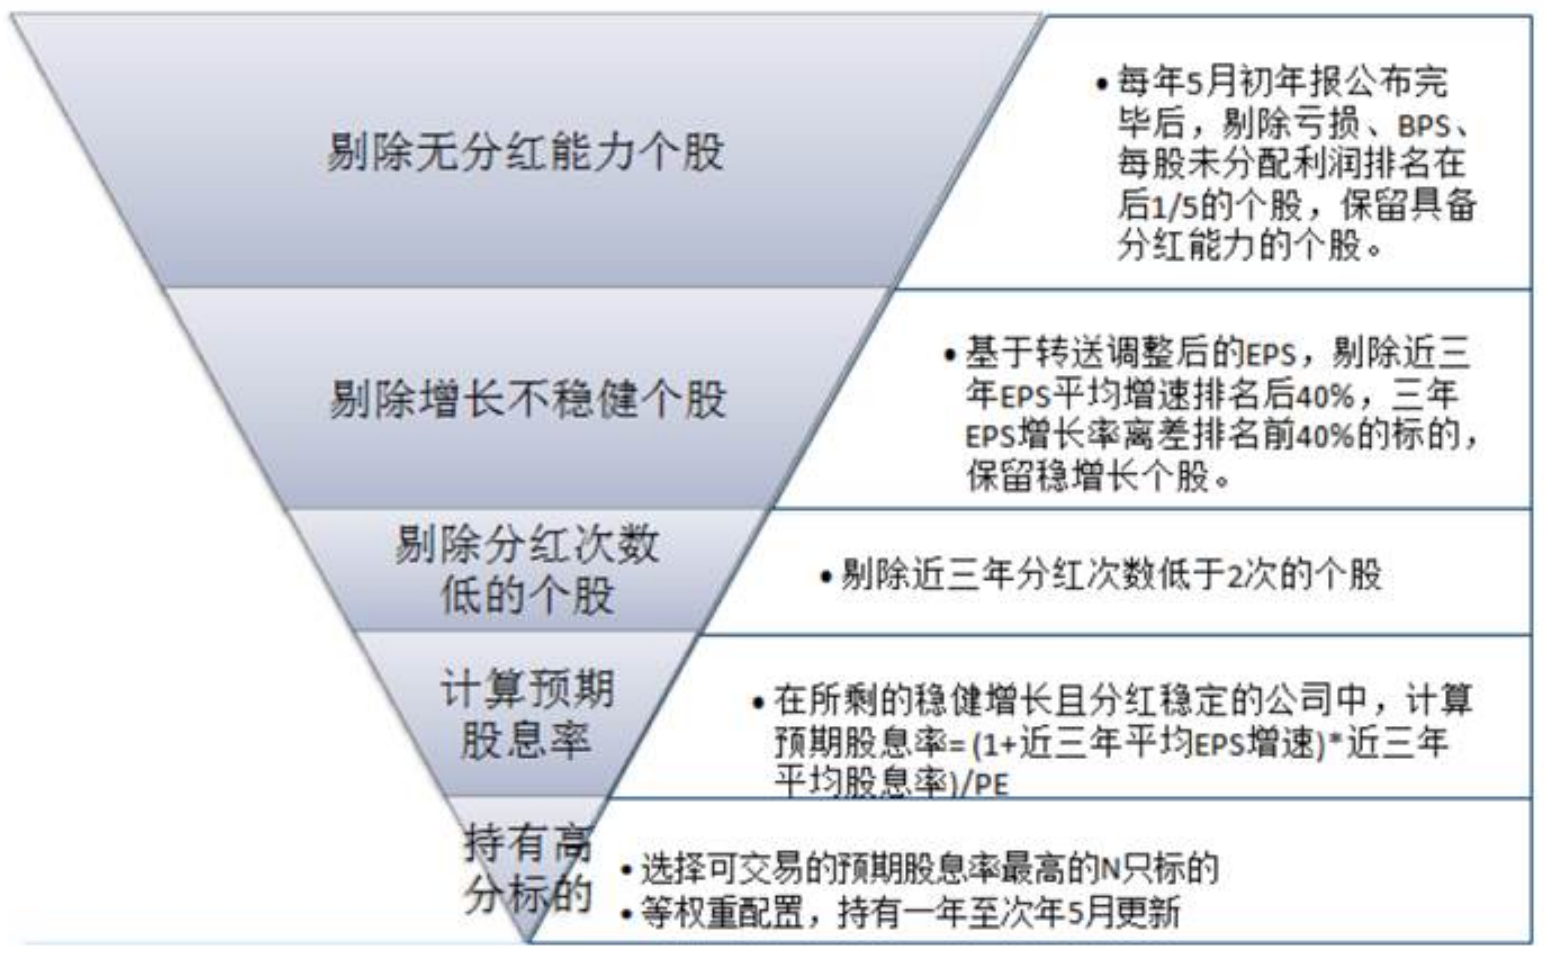 剔除无分红能力个股
• 每年5月初年报公布完
毕后，剔除亏损、BPS、
每股未分配利润排名在
后1/5的个股，保留具备
分红能力的个股。
剔除增长不稳健个股
• 基于转送调整后的EPS，剔除近三
年EPS平均增速排名后40%，三年
EPS增长率离差排名前40%的标的，
保留稳增长个股。
剔除分红次数
低的个股
• 剔除近三年分红次数低于2次的个股
计算预期
股息率
• 在所剩的稳健增长且分红稳定的公司中，计算
预期股息率=(1+近三年平均EPS增速)*近三年
平均股息率)/PE
持有高
分标的
• 选择可交易的预期股息率最高的N只标的
• 等权重配置，持有一年至次年5月更新